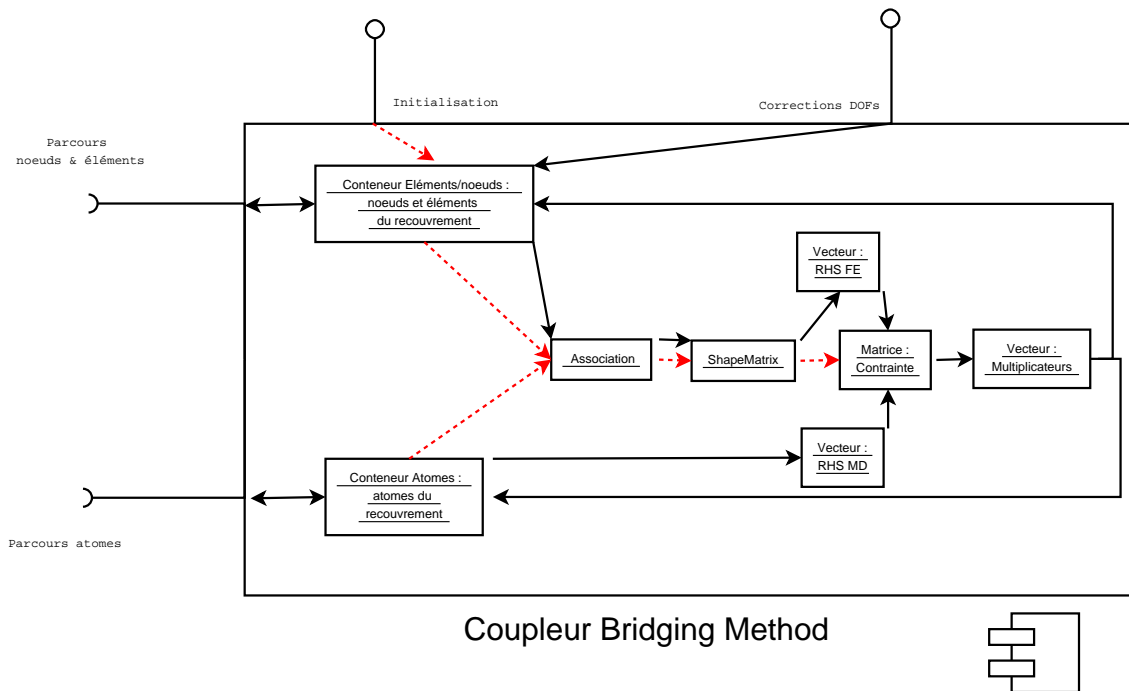 Initialisation
Corrections DOFs
Parcours
noeuds & éléments
Conteneur Eléments/noeuds :
noeuds et éléments
du recouvrement
Vecteur :
RHS FE
Association
ShapeMatrix
Matrice :
Contrainte
Vecteur :
Multiplicateurs
Vecteur :
RHS MD
Conteneur Atomes :
atomes du
recouvrement
Parcours atomes
Coupleur Bridging Method